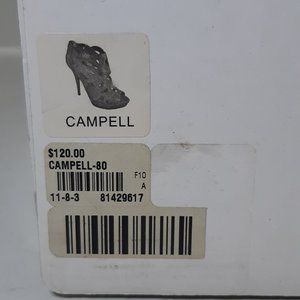 CAMPELL
$120.00
CAMPELL-80
F10
A
11-8-3 81429617